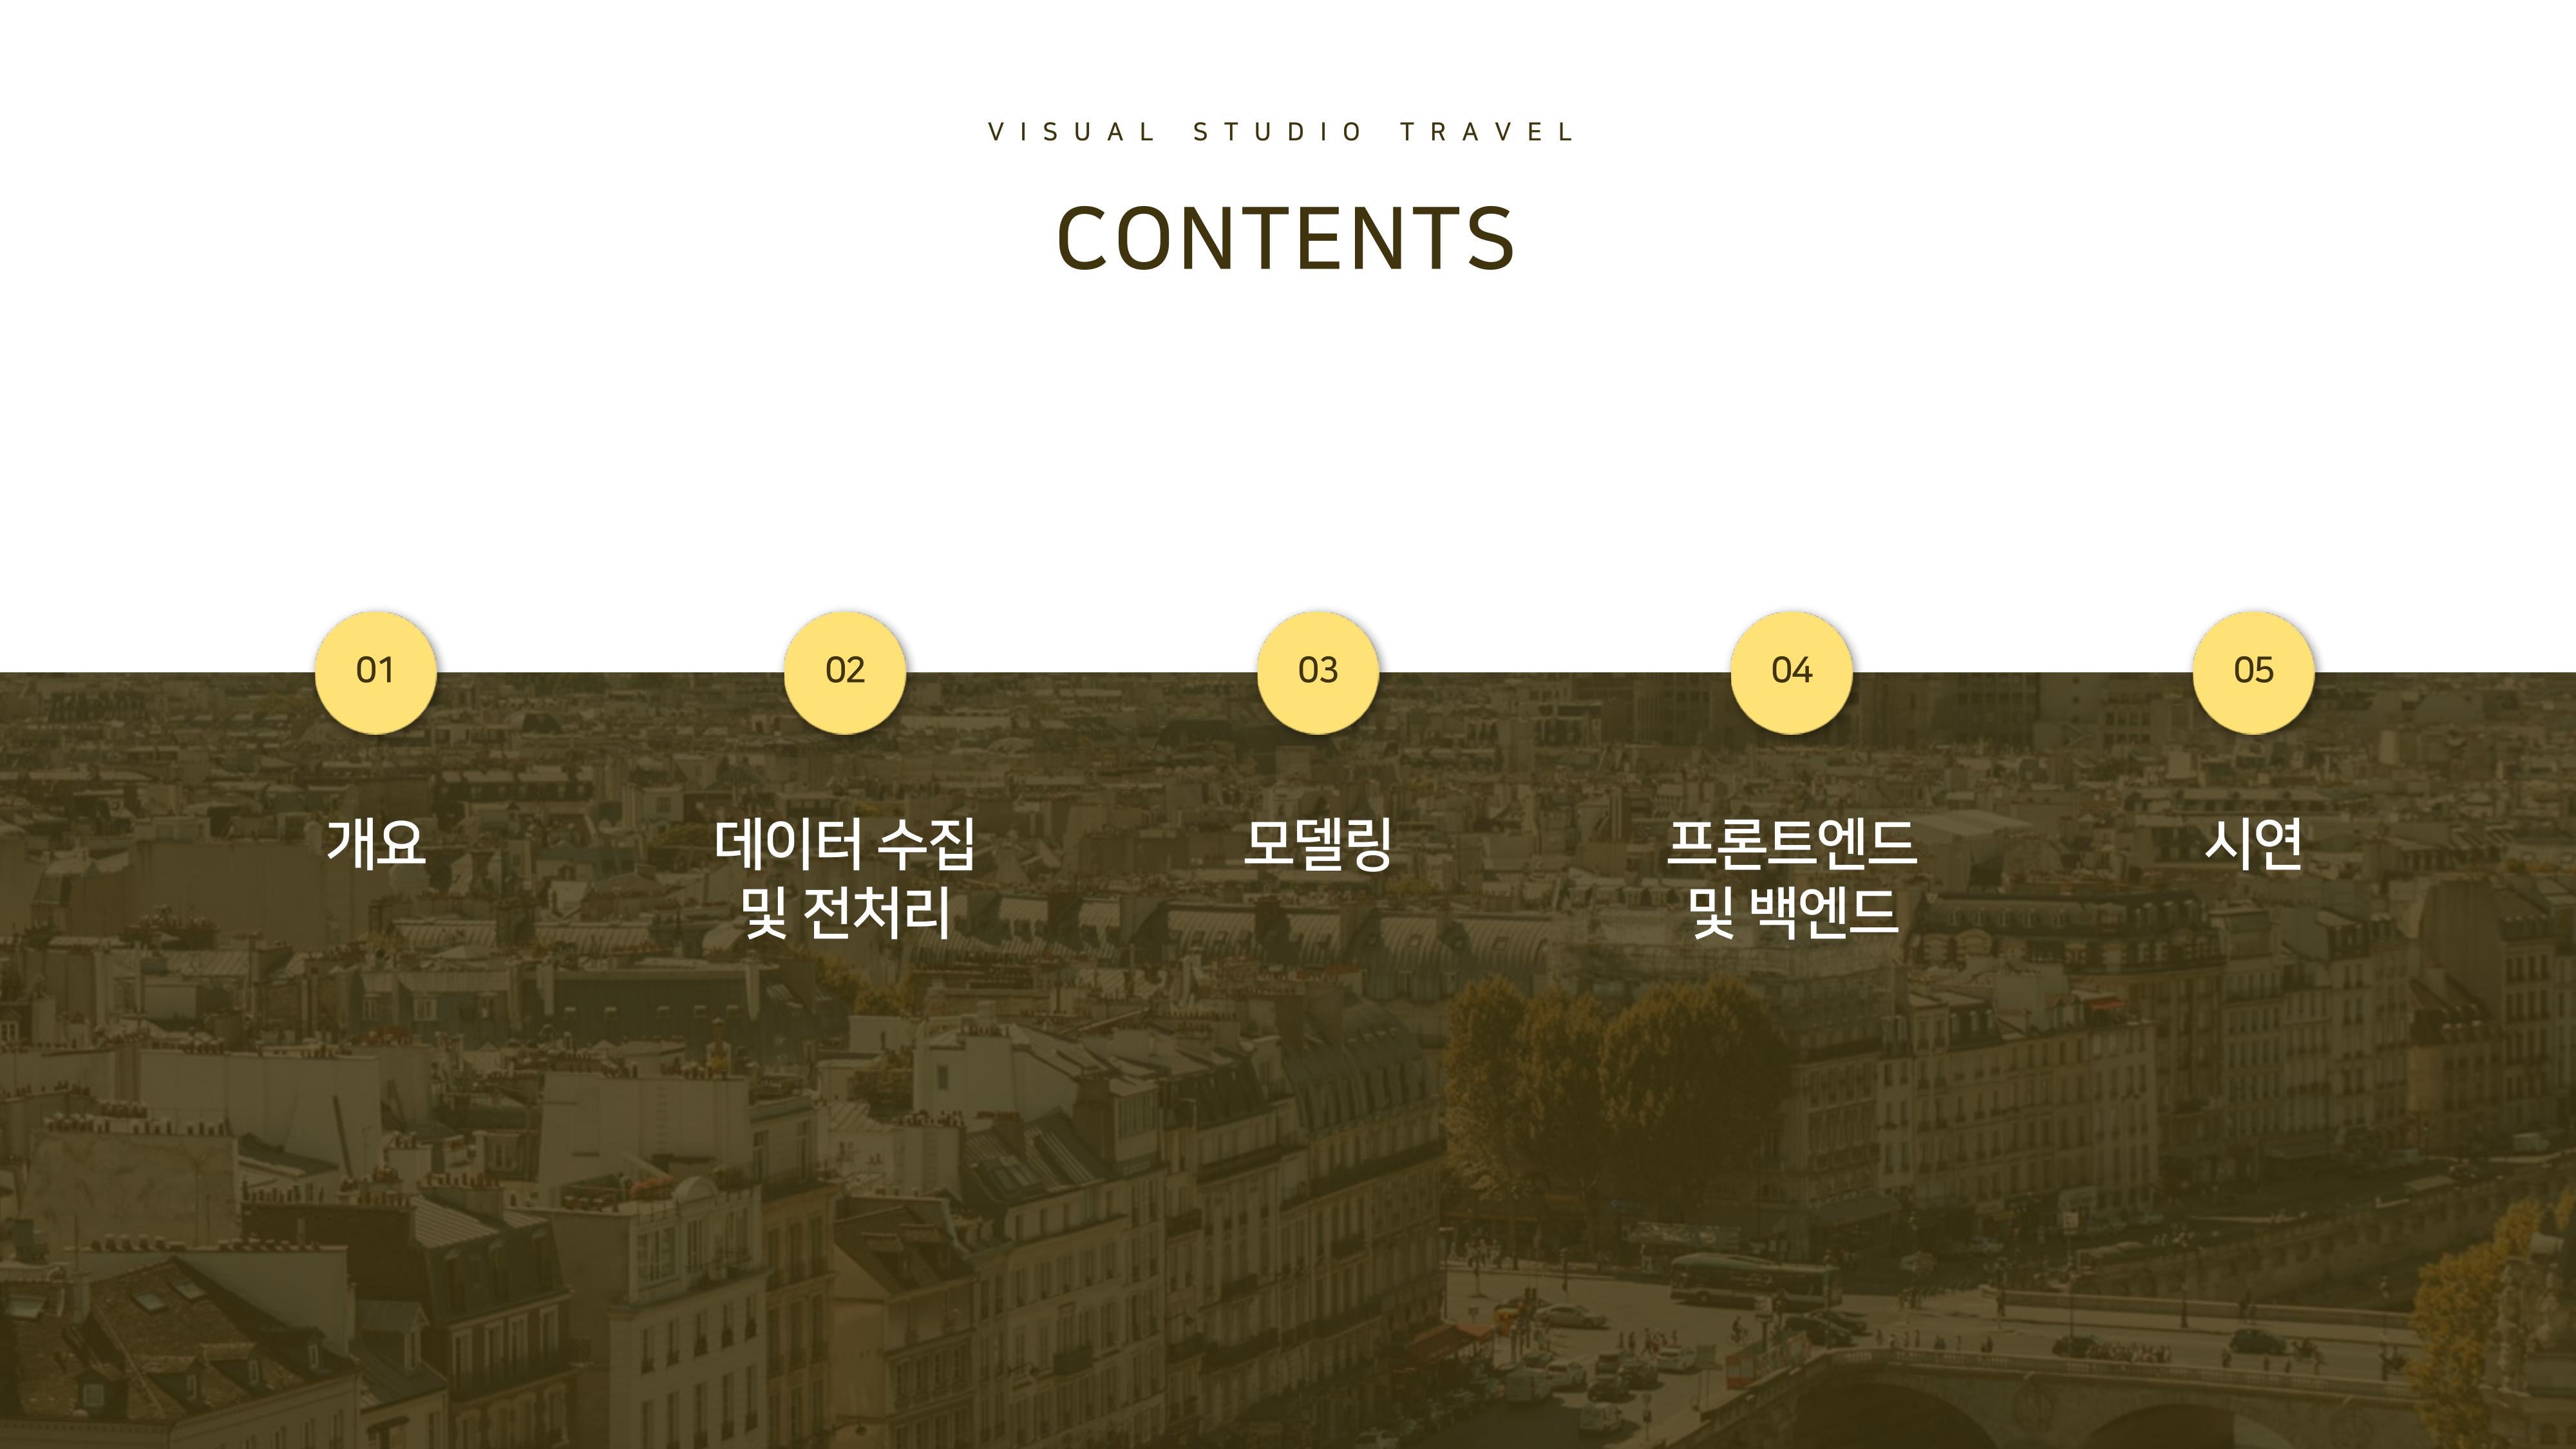 VISUAL STUDIO TRAVEL
CONTENTS
01
개요
02
데이터 수집
및 전처리
03
모델링
04
프론트엔드
및 백엔드
05
시연